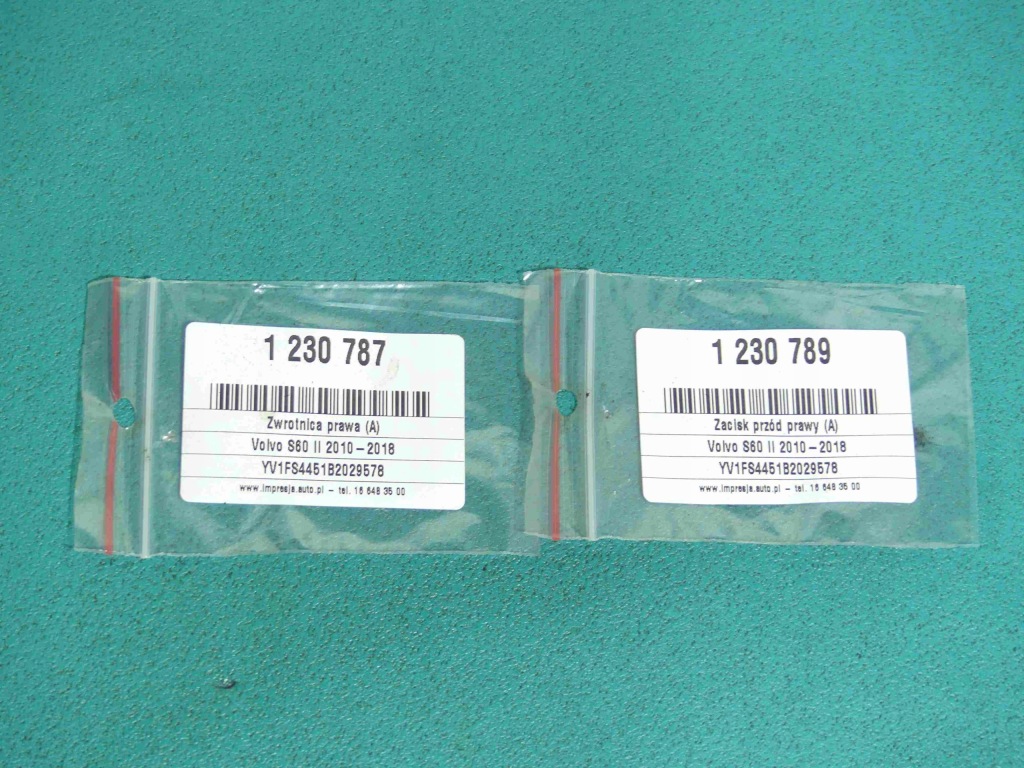 1 230 787
Zwrotnica prawa (A)
Volvo S60 II 2010-2018
YV1FS4451B2029578
www.impresja.auto.pl - tel. 16 648 35 00
1 230 789
Zacisk przód prawy (A)
Volvo S60 II 2010-2018
YV1FS4451B2029578
www.impresja.auto.pl - tel. 16 648 35 00